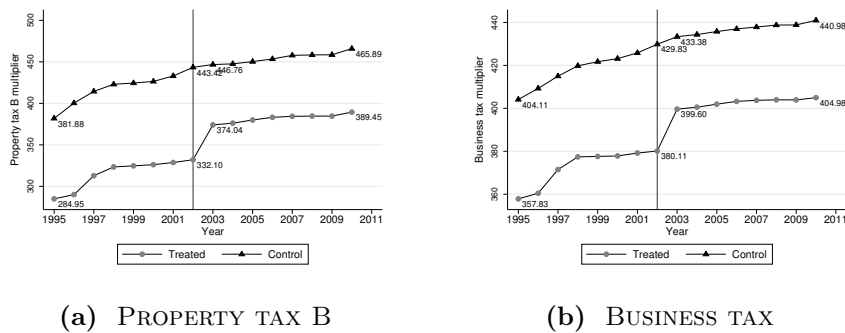 500
450
400
350
300
Property tax B multiplier
381.88
443.42
446.76
465.89
284.95
332.10
374.04
389.45
1995 1997 1999 2001 2003 2005 2007 2009 2011
Year
Treated Control
(a) PROPERTY TAX B
440
420
400
380
360
Business tax multiplier
404.11
429.83
433.38
440.98
357.83
380.11
399.60
404.98
1995 1997 1999 2001 2003 2005 2007 2009 2011
Year
Treated Control
(b) BUSINESS TAX